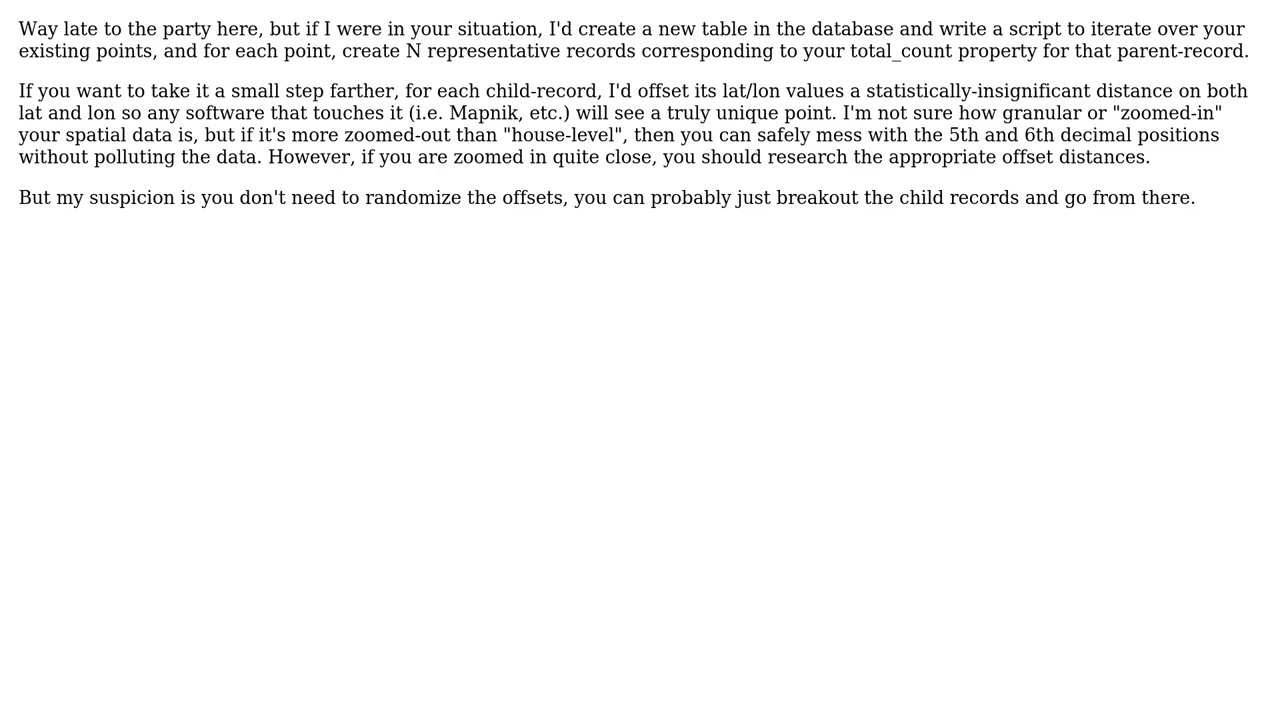 Way late to the party here, but if I were in your situation, I'd create a new table in the database and write a script to iterate over your
existing points, and for each point, create N representative records corresponding to your total_count property for that parent-record.
If you want to take it a small step farther, for each child-record, I'd offset its lat/lon values a statistically-insignificant distance on both
lat and lon so any software that touches it (i.e. Mapnik, etc.) will see a truly unique point. I'm not sure how granular or "zoomed-in"
your spatial data is, but if it's more zoomed-out than "house-level", then you can safely mess with the 5th and 6th decimal positions
without polluting the data. However, if you are zoomed in quite close, you should research the appropriate offset distances.
But my suspicion is you don't need to randomize the offsets, you can probably just breakout the child records and go from there.